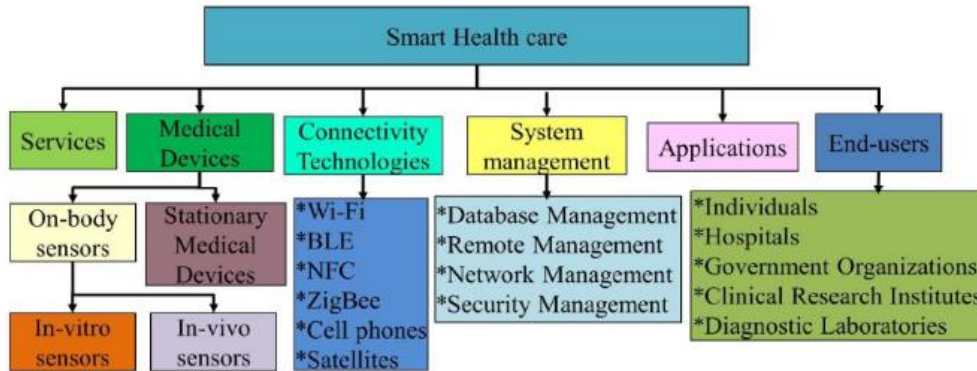 Smart Health care
Services
Medical
Devices
Connectivity
Technologies
System
management
Applications
End-users
On-body
sensors
Stationary
Medical
Devices
In-vitro
sensors
In-vivo
sensors
*Wi-Fi
*BLE
*NFC
*ZigBee
*Cell phones
*Satellites
*Database Management
*Remote Management
*Network Management
*Security Management
*Individuals
*Hospitals
*Government Organizations
*Clinical Research Institutes
*Diagnostic Laboratories